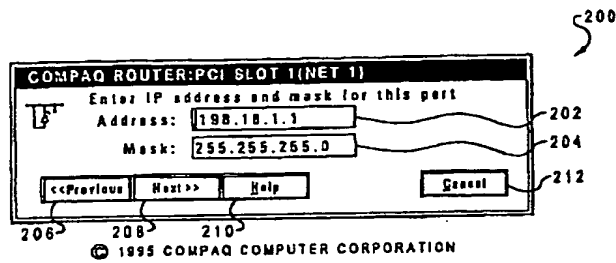 200
COMPAQ ROUTER:PCI SLOT 1(NET 1)
Enter IP address and mask for this port
Address: 198.18.1.1
202
Mask: 255.255.255.0
204
<<Previous Next>> Help Cancel
212
206 208 210
© 1995 COMPAQ COMPUTER CORPORATION